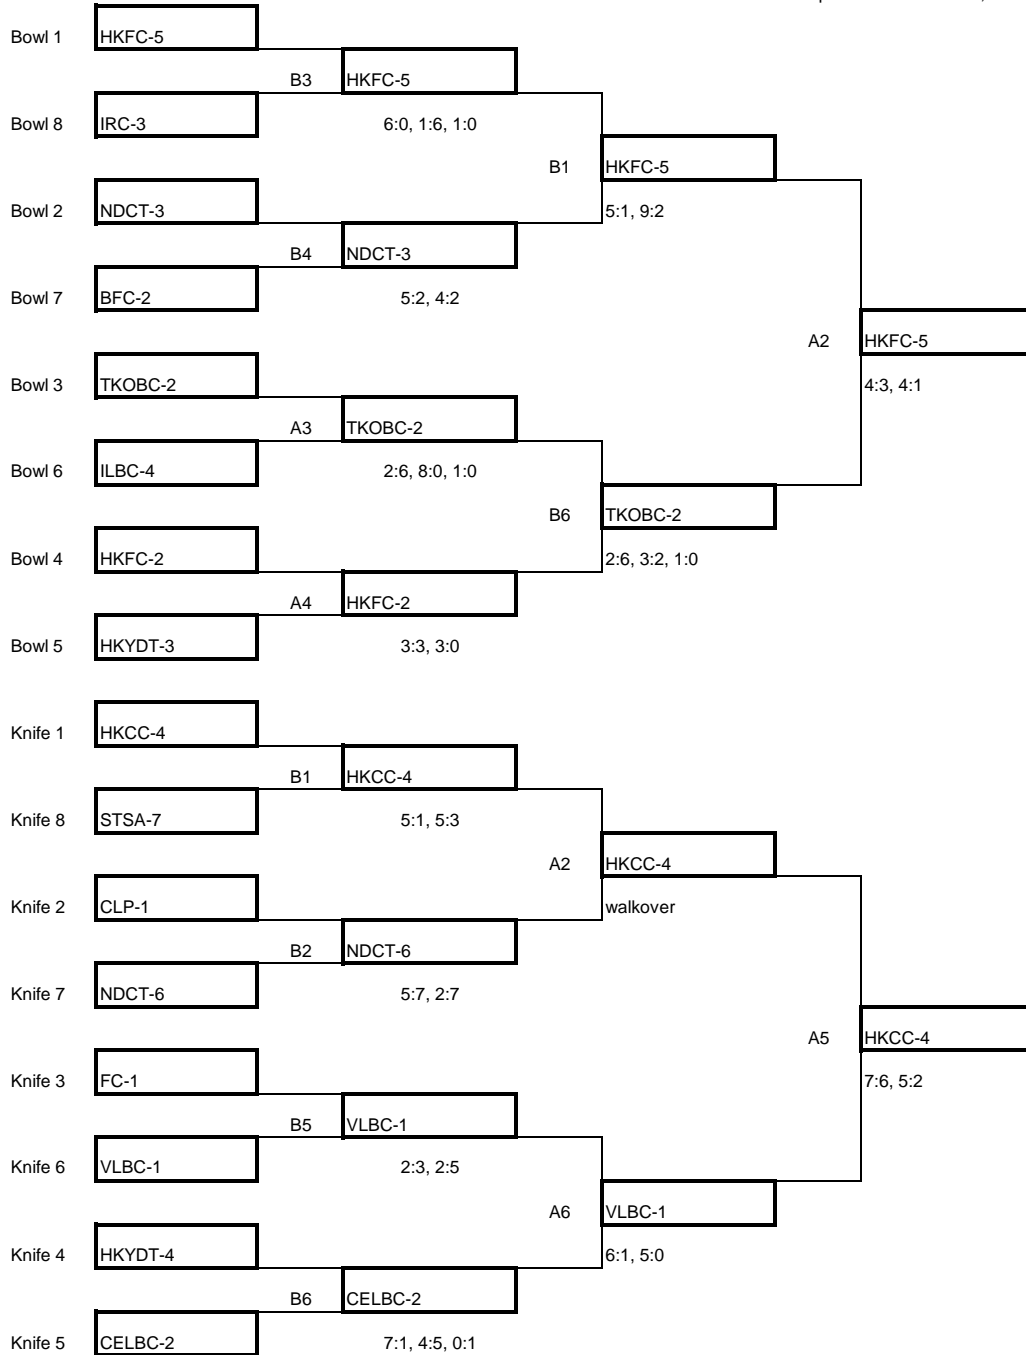 Bowl 1 HKFC-5
B3 HKFC-5
Bowl 8 IRC-3 6:0, 1:6, 1:0
B1 HKFC-5
Bowl 2 NDCT-3 5:1, 9:2
B4 NDCT-3
Bowl 7 BFC-2 5:2, 4:2
A2 HKFC-5
Bowl 3 TKOBC-2 4:3, 4:1
A3 TKOBC-2
Bowl 6 ILBC-4 2:6, 8:0, 1:0
B6 TKOBC-2
Bowl 4 HKFC-2 2:6, 3:2, 1:0
A4 HKFC-2
Bowl 5 HKYDT-3 3:3, 3:0
Knife 1 HKCC-4
B1 HKCC-4
Knife 8 STSA-7 5:1, 5:3
A2 HKCC-4
Knife 2 CLP-1 walkover
B2 NDCT-6
Knife 7 NDCT-6 5:7, 2:7
A5 HKCC-4
Knife 3 FC-1 7:6, 5:2
B5 VLBC-1
Knife 6 VLBC-1 2:3, 2:5
A6 VLBC-1
Knife 4 HKYDT-4 6:1, 5:0
B6 CELBC-2
Knife 5 CELBC-2 7:1, 4:5, 0:1